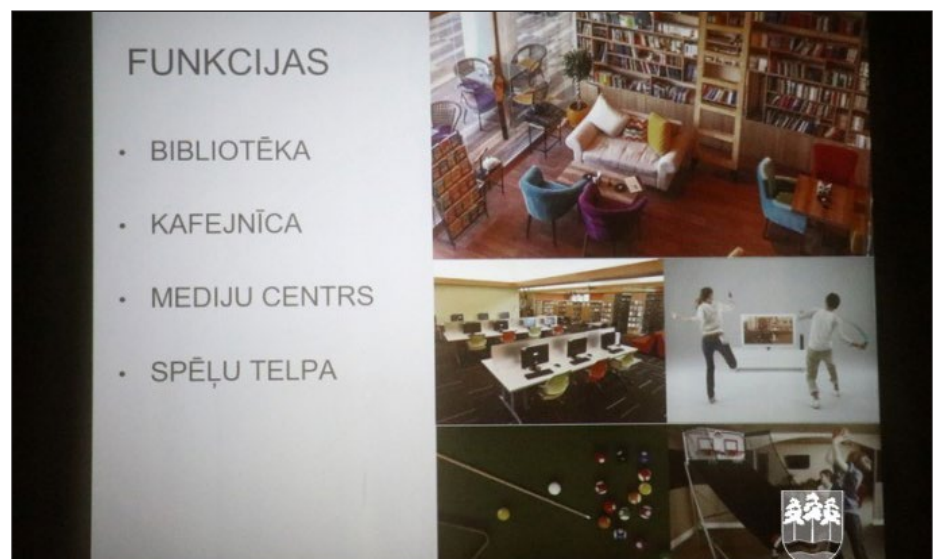 FUNKCIJAS
• BIBLIOTĒKA
• KAFEJNĪCA
• MEDIJU CENTRS
• SPĒĻU TELPA